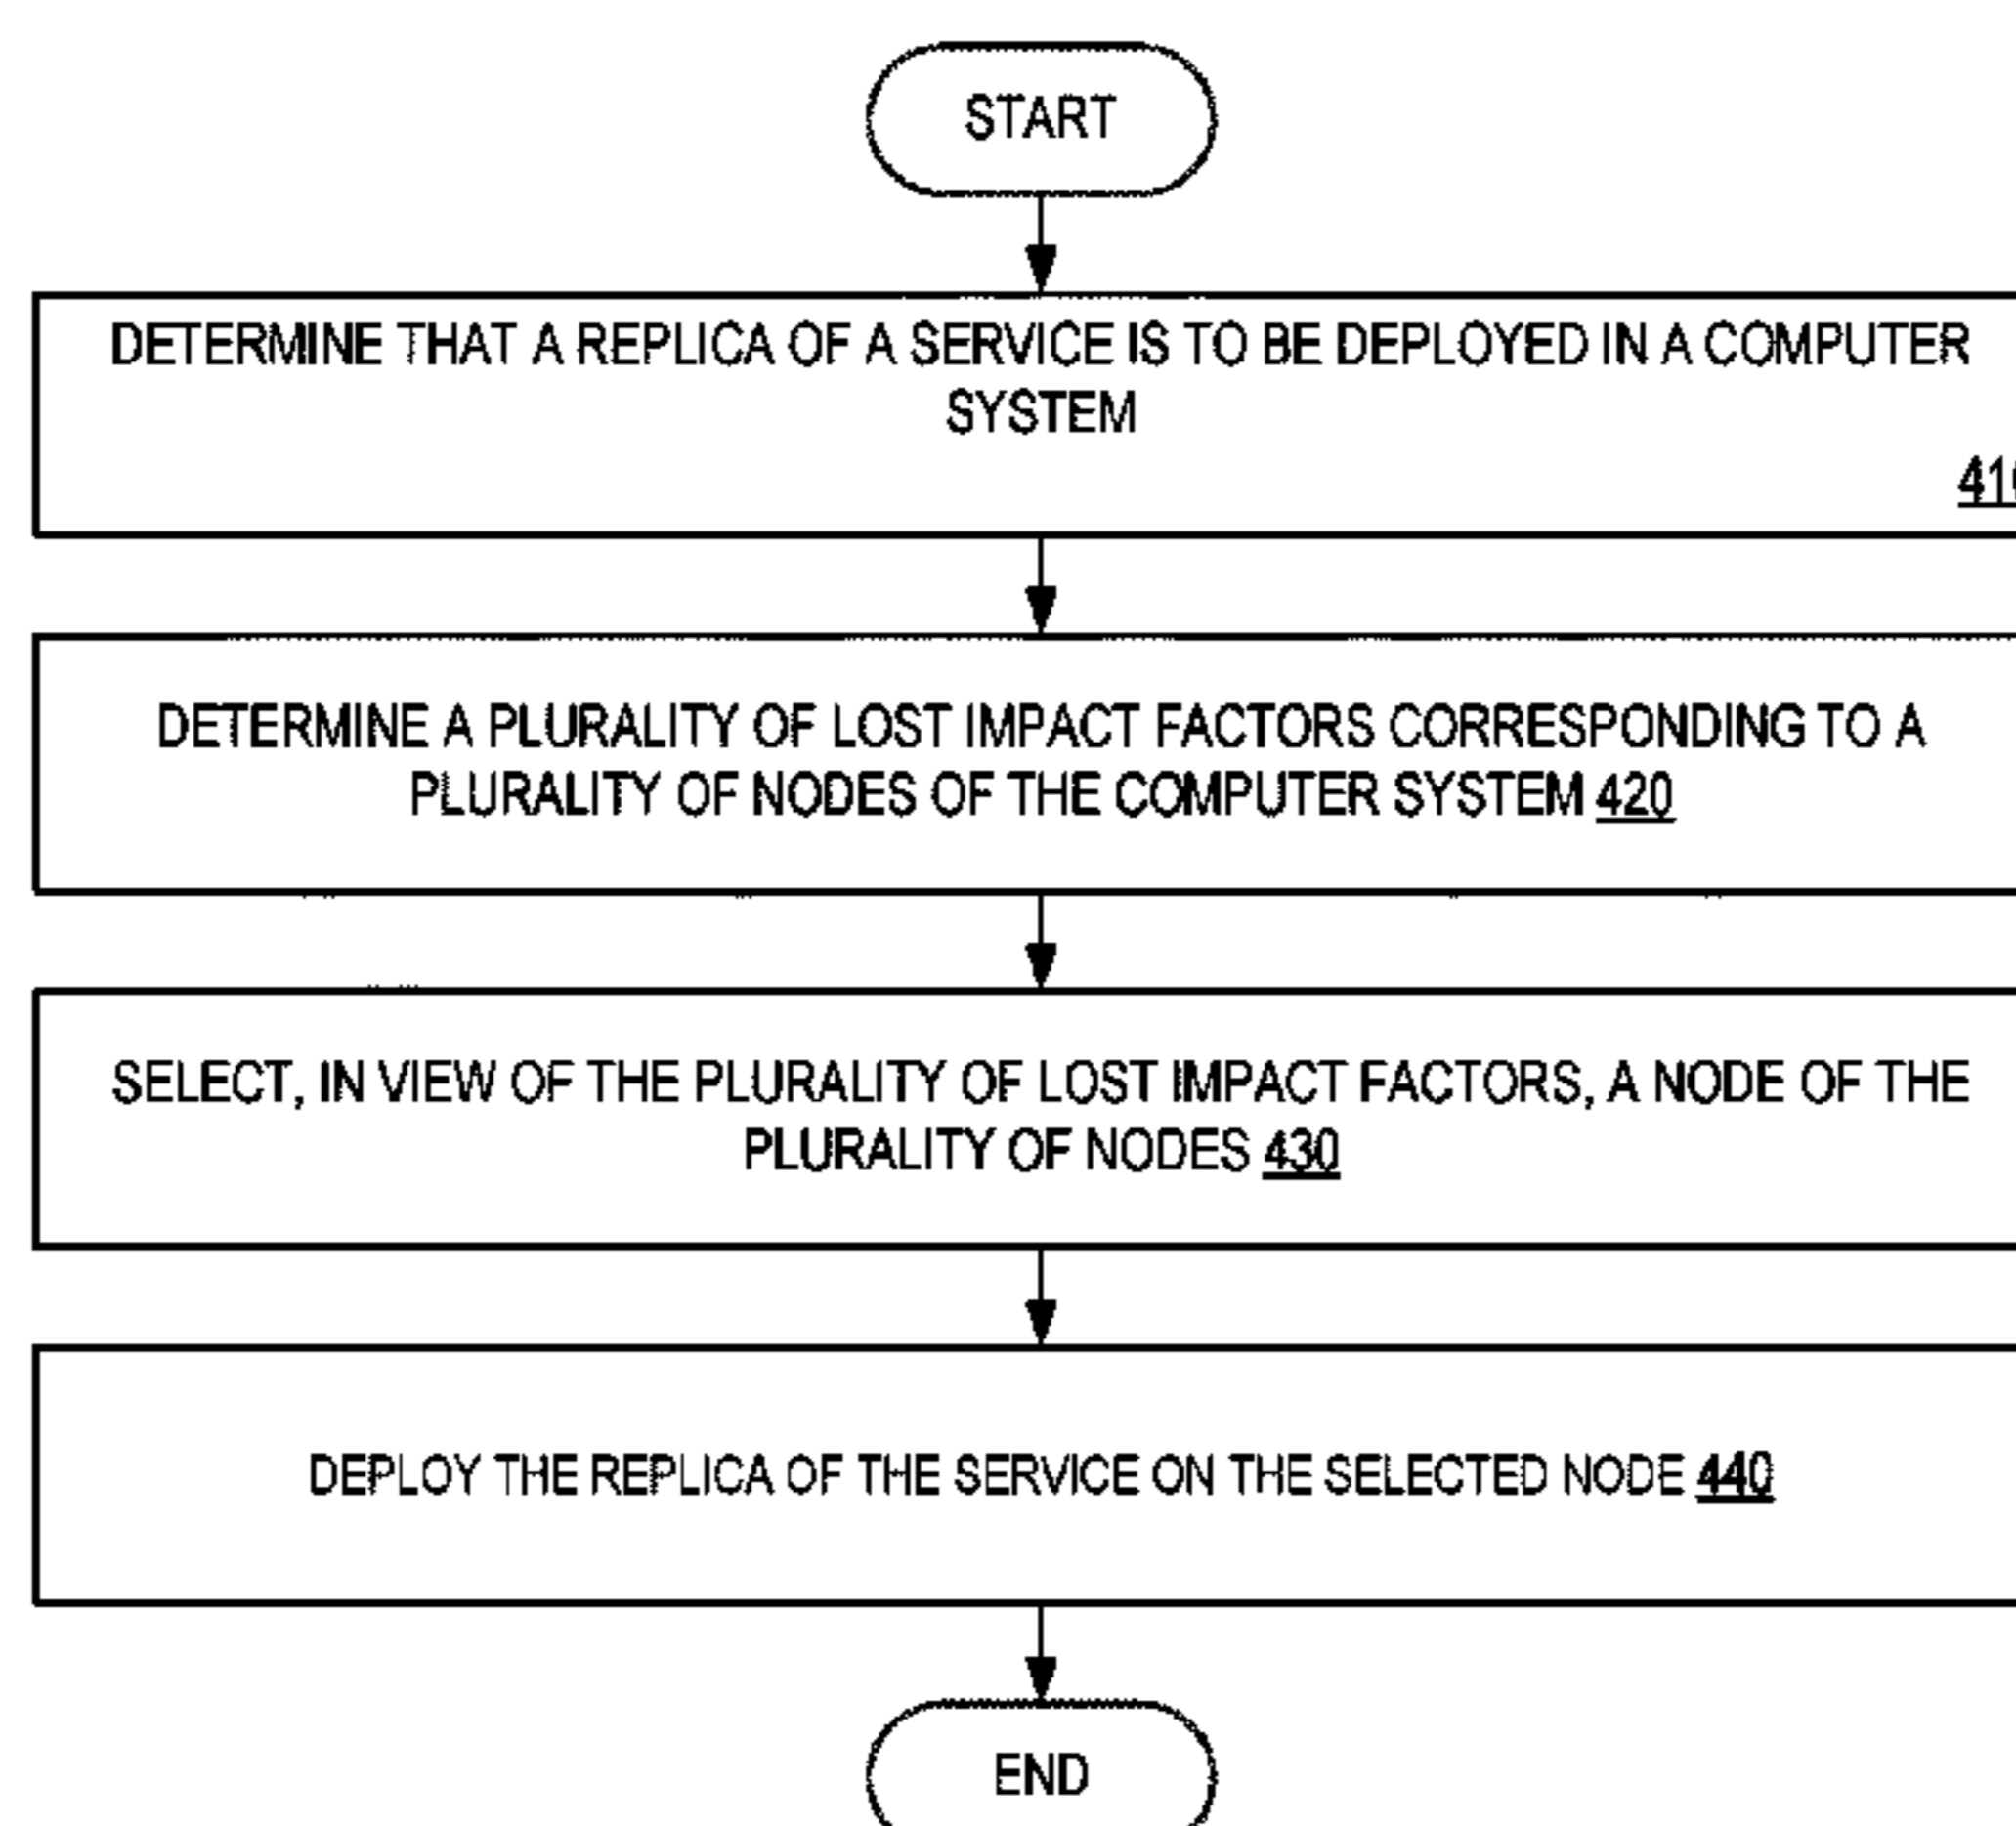 START
DETERMINE THAT A REPLICA OF A SERVICE IS TO BE DEPLOYED IN A COMPUTER
SYSTEM
DETERMINE A PLURALITY OF LOST IMPACT FACTORS CORRESPONDING TO A
PLURALITY OF NODES OF THE COMPUTER SYSTEM 420
SELECT, IN VIEW OF THE PLURALITY OF LOST IMPACT FACTORS, A NODE OF THE
PLURALITY OF NODES 430
DEPLOY THE REPLICA OF THE SERVICE ON THE SELECTED NODE 440
END